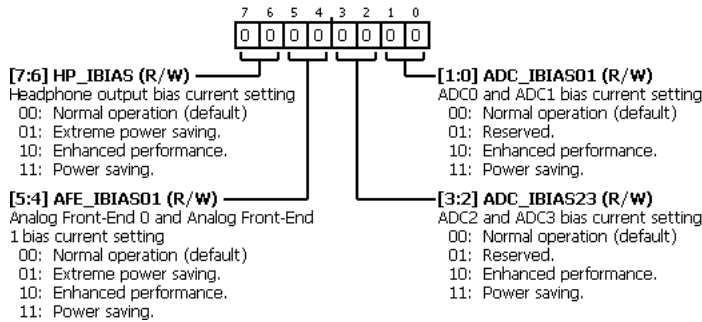 7 6 5 4 3 2 1 0
0 0 0 0 0 0 0 0
[7:6] HP_IBIAS (R/W)
Headphone output bias current setting
00: Normal operation (default)
01: Extreme power saving.
10: Enhanced performance.
11: Power saving.
[5:4] AFE_IBIAS01 (R/W)
Analog Front-End 0 and Analog Front-End
1 bias current setting
00: Normal operation (default)
01: Extreme power saving.
10: Enhanced performance.
11: Power saving.
[1:0] ADC_IBIAS01 (R/W)
ADC0 and ADC1 bias current setting
00: Normal operation (default)
01: Reserved.
10: Enhanced performance.
11: Power saving.
[3:2] ADC_IBIAS23 (R/W)
ADC2 and ADC3 bias current setting
00: Normal operation (default)
01: Reserved.
10: Enhanced performance.
11: Power saving.